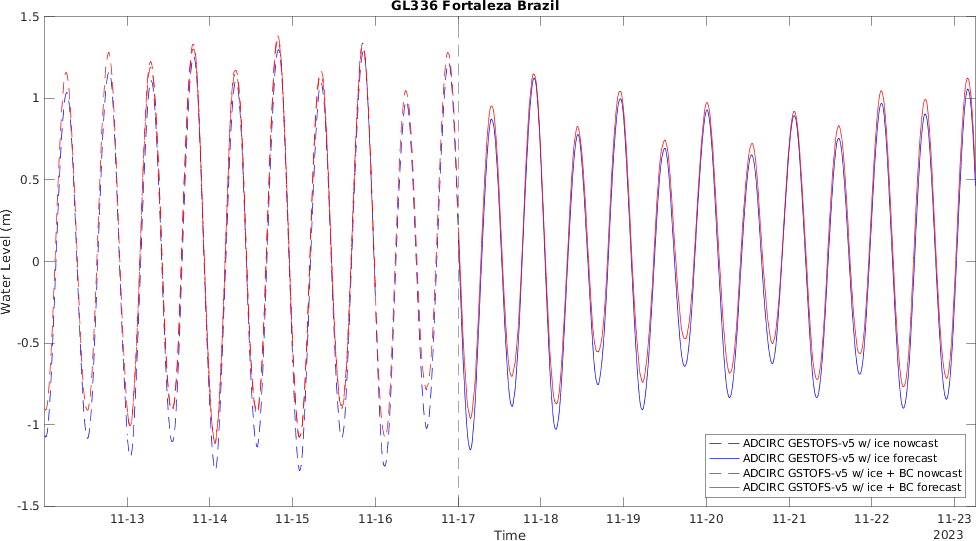 GL336 Fortaleza Brazil
1.5
1
0.5
0
-0.5
-1
-1.5
Water Level (m)
11-13
11-14
11-15
11-16
11-17
11-18
11-19
11-20
11-21
11-22
11-23
Time
2023
ADCIRC GESTOFS-v5 w/ ice nowcast
ADCIRC GESTOFS-v5 w/ ice forecast
ADCIRC GSTOFS-v5 w/ ice + BC nowcast
ADCIRC GSTOFS-v5 w/ ice + BC forecast